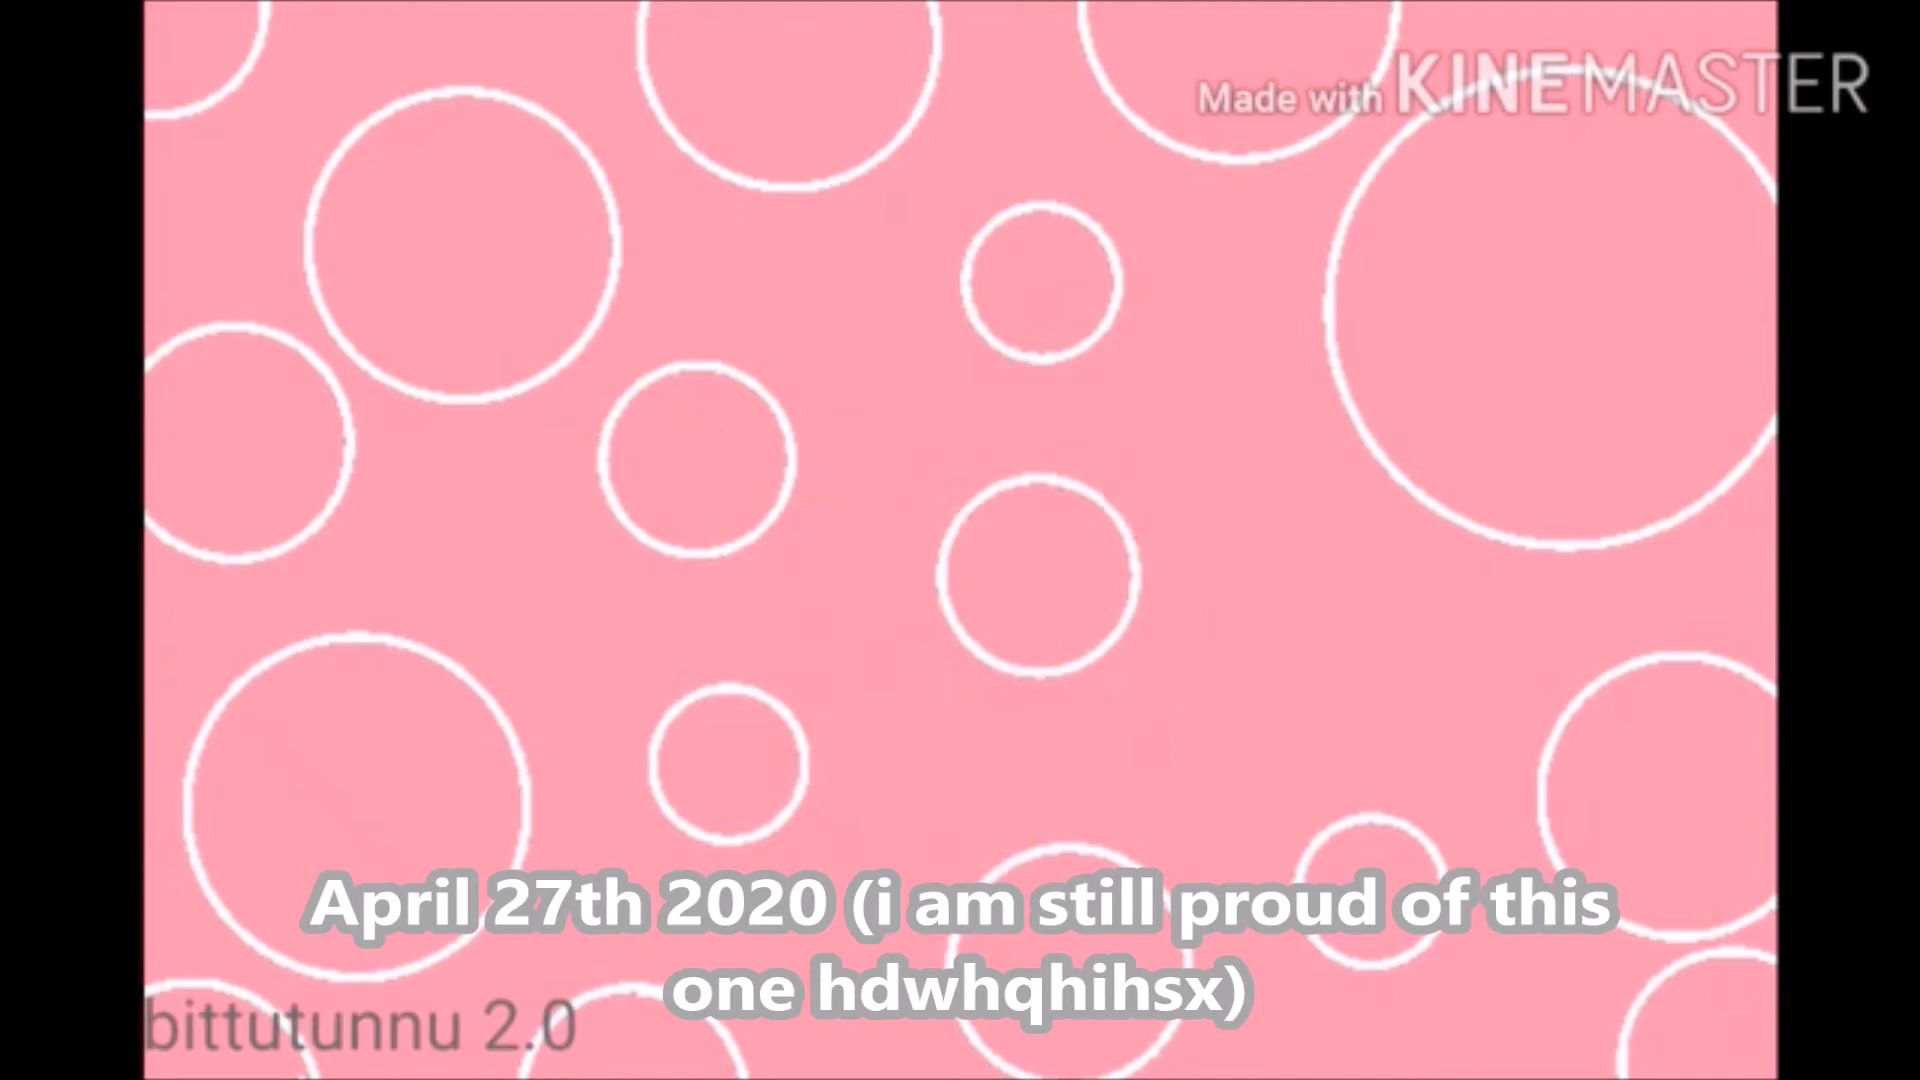 Made with KINEMASTER
April 27th 2020 (i am still proud of this
one hdwhqhihsx)
bittutunnu 2.0